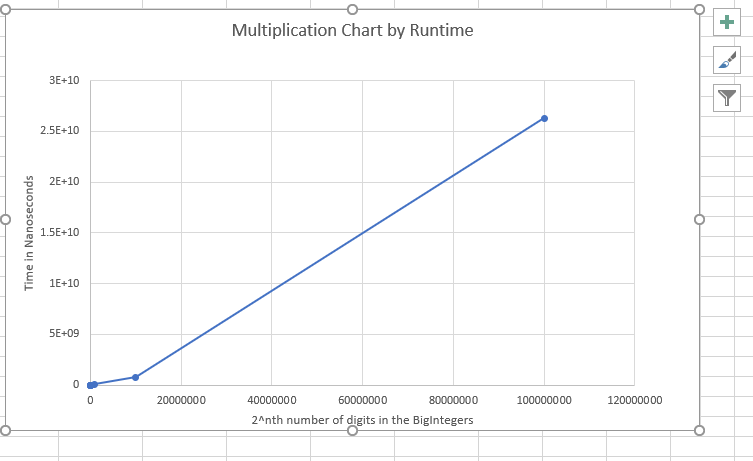 Multiplication Chart by Runtime
3E+10
2.5E+10
2E+10
1.5E+10
1E+10
5E+09
0
Time in Nanoseconds
0 20000000 40000000 60000000 80000000 100000000 120000000
2^nth number of digits in the BigIntegers